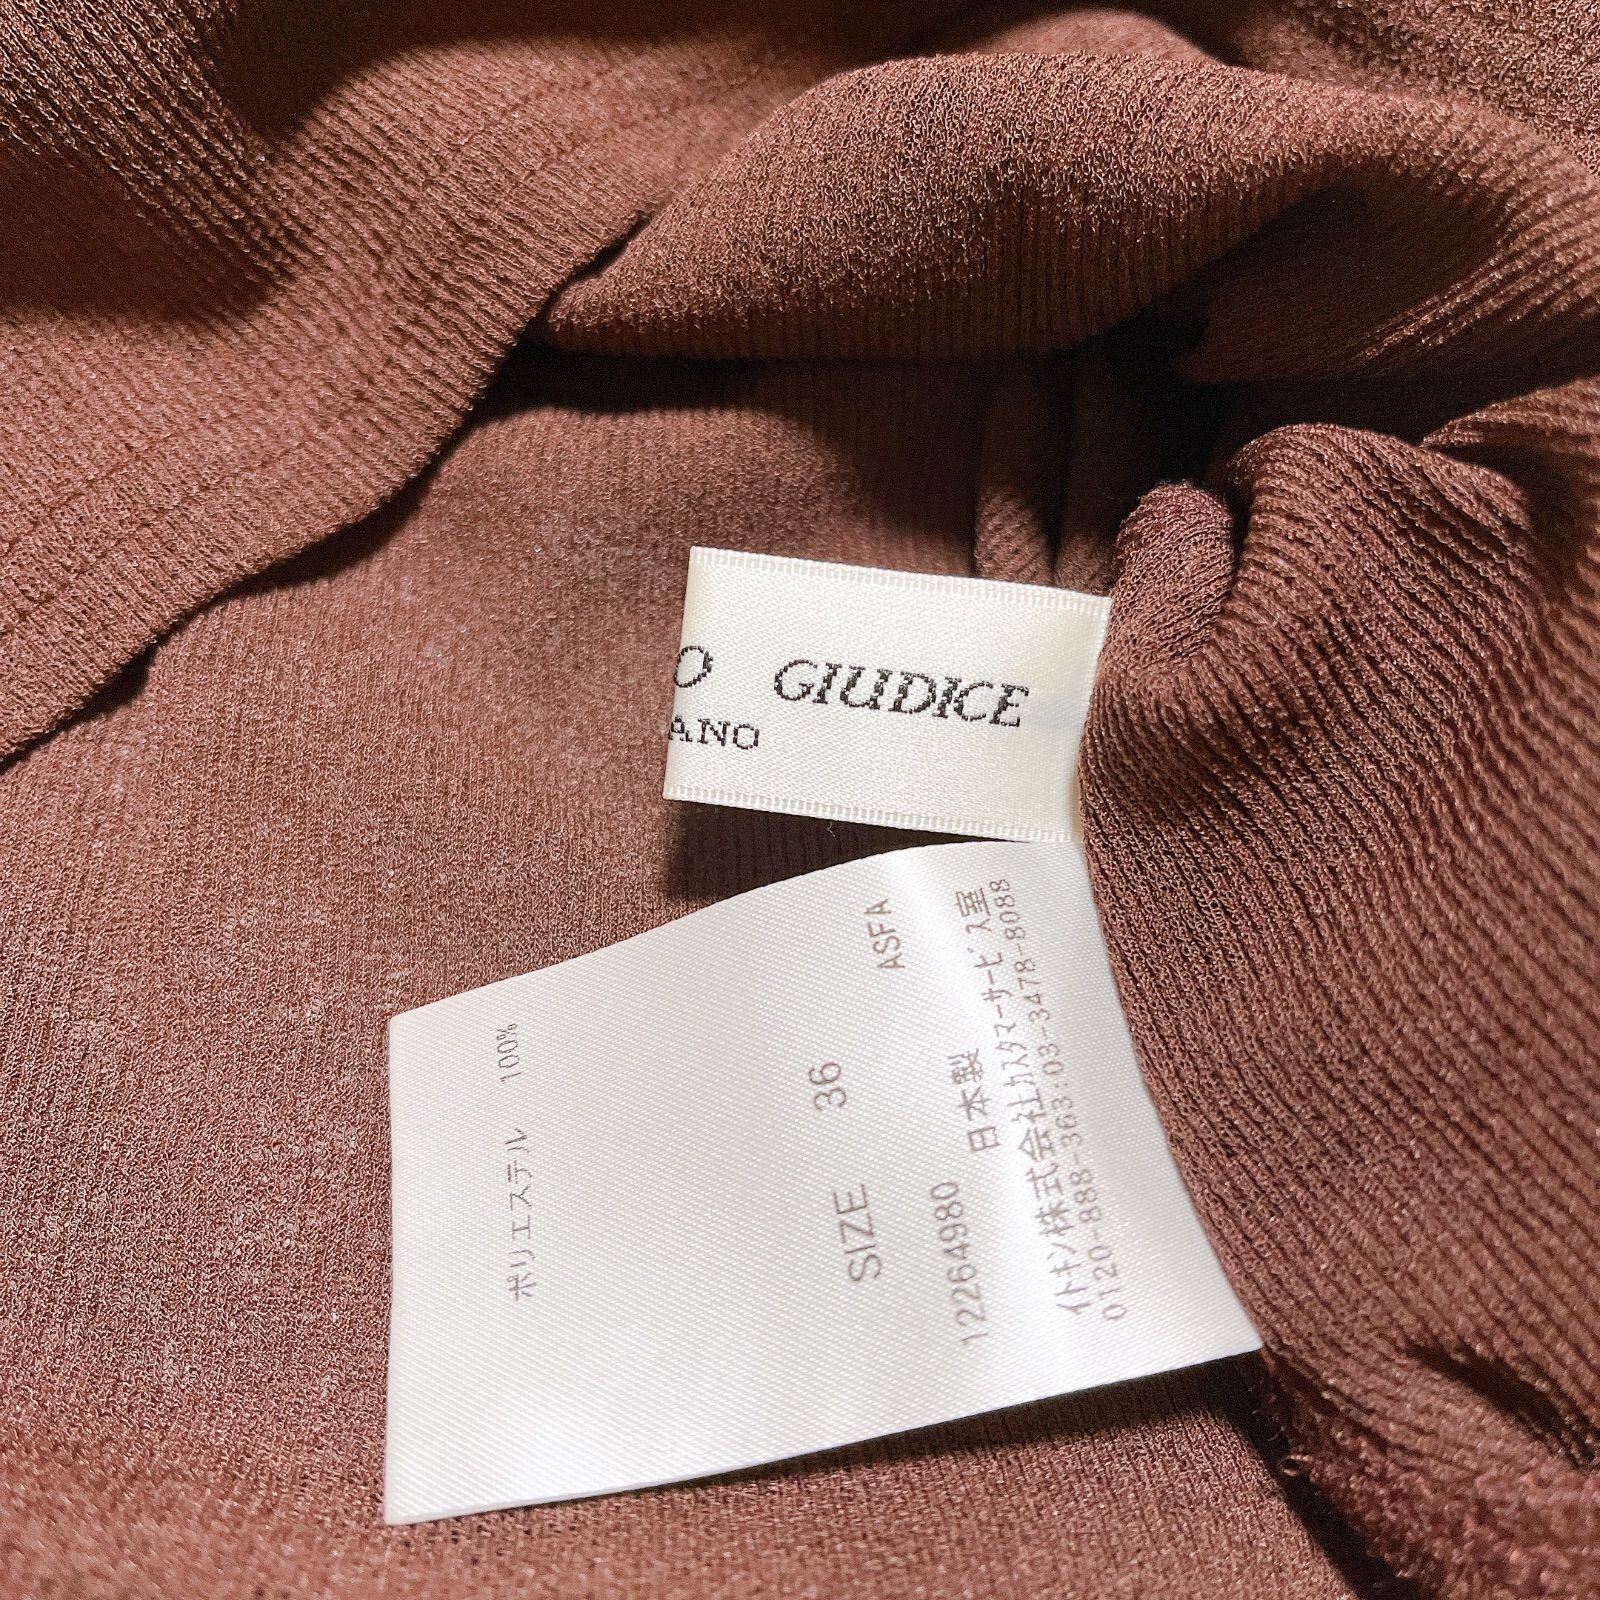 O GIUDICE
ANO
ポリエステル 100%
SIZE 36
ASFA
12264980 日本製
イトキン株式会社カスタマーサービス室
0120-888-363:03-3478-8088